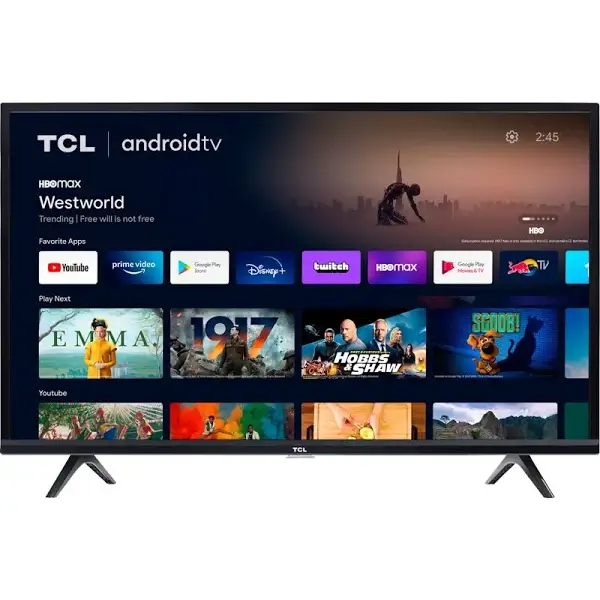 TCL | androidtv
2:45
HBOMAX
Westworld
Trending | Free will is not free
HBO
Favorite Apps
YouTube
prime video
Google Play
Store
Disney+
twitch
HBOMAX
Google Play
Movies & TV
Red Bull TV
Play Next
EMMA.
1917
HOBBS
& SHAW
SCOOB!
Youtube
TCL